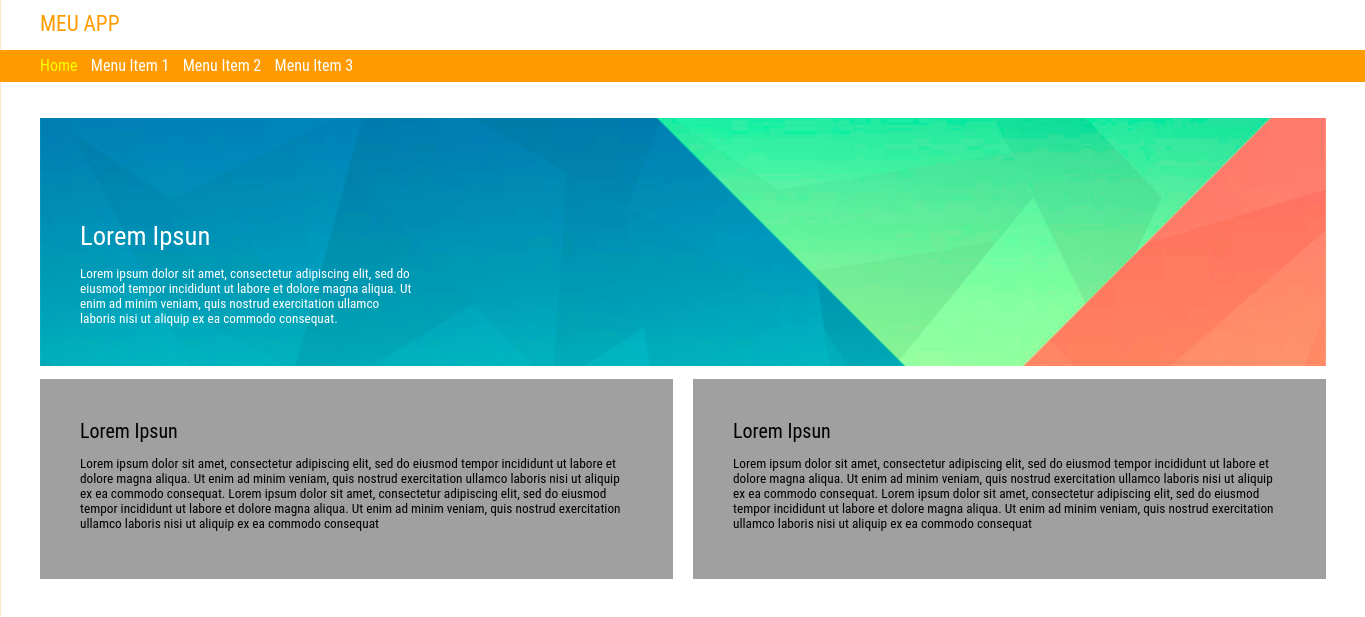 MEU APP
Home Menu Item 1 Menu Item 2 Menu Item 3
Lorem Ipsun
Lorem ipsum dolor sit amet, consectetur adipiscing elit, sed do
eiusmod tempor incididunt ut labore et dolore magna aliqua. Ut
enim ad minim veniam, quis nostrud exercitation ullamco
laboris nisi ut aliquip ex ea commodo consequat.
Lorem Ipsun
Lorem ipsum dolor sit amet, consectetur adipiscing elit, sed do eiusmod tempor incididunt ut labore et
dolore magna aliqua. Ut enim ad minim veniam, quis nostrud exercitation ullamco laboris nisi ut aliquip
ex ea commodo consequat. Lorem ipsum dolor sit amet, consectetur adipiscing elit, sed do eiusmod
tempor incididunt ut labore et dolore magna aliqua. Ut enim ad minim veniam, quis nostrud exercitation
ullamco laboris nisi ut aliquip ex ea commodo consequat
Lorem Ipsun
Lorem ipsum dolor sit amet, consectetur adipiscing elit, sed do eiusmod tempor incididunt ut labore et
dolore magna aliqua. Ut enim ad minim veniam, quis nostrud exercitation ullamco laboris nisi ut aliquip
ex ea commodo consequat. Lorem ipsum dolor sit amet, consectetur adipiscing elit, sed do eiusmod
tempor incididunt ut labore et dolore magna aliqua. Ut enim ad minim veniam, quis nostrud exercitation
ullamco laboris nisi ut aliquip ex ea commodo consequat